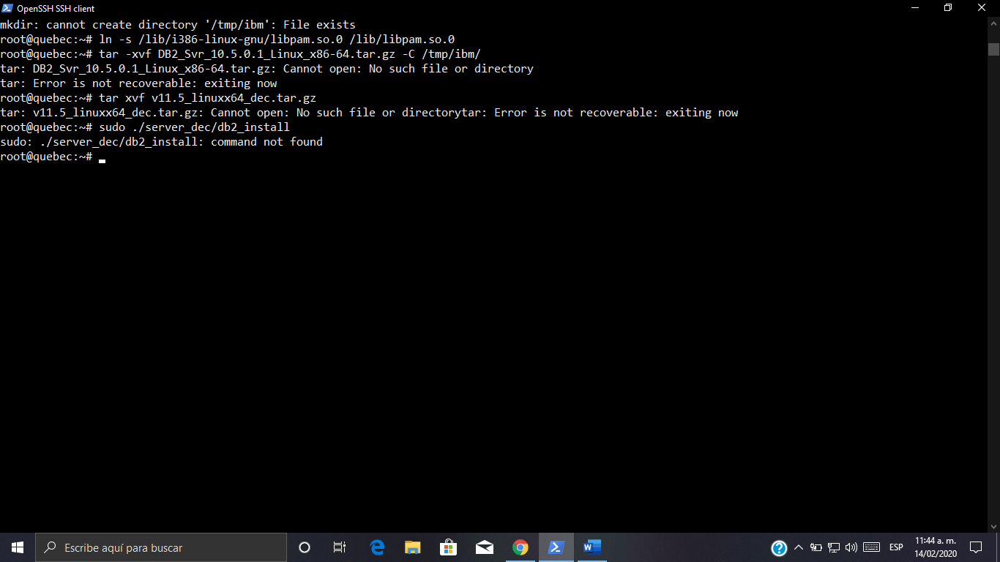 OpenSSH SSH client
mkdir: cannot create directory '/tmp/ibm': File exists
root@quebec:~# ln -s /lib/i386-linux-gnu/libpam.so.0 /lib/libpam.so.0
root@quebec:~# tar -xvf DB2_Svr_10.5.0.1_Linux_x86-64.tar.gz -C /tmp/ibm/
tar: DB2_Svr_10.5.0.1_Linux_x86-64.tar.gz: Cannot open: No such file or directory
tar: Error is not recoverable: exiting now
root@quebec:~# tar xvf v11.5_linuxx64_dec.tar.gz
tar: v11.5_linuxx64_dec.tar.gz: Cannot open: No such file or directorytar: Error is not recoverable: exiting now
root@quebec:~# sudo ./server_dec/db2_install
sudo: ./server_dec/db2_install: command not found
root@quebec:~#
Escribe aquí para buscar
ESP
11:44 a. m.
14/02/2020